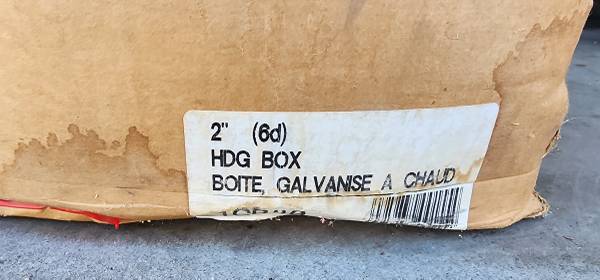 2" (6d)
HDG BOX
BOITE, GALVANISE A CHAUD